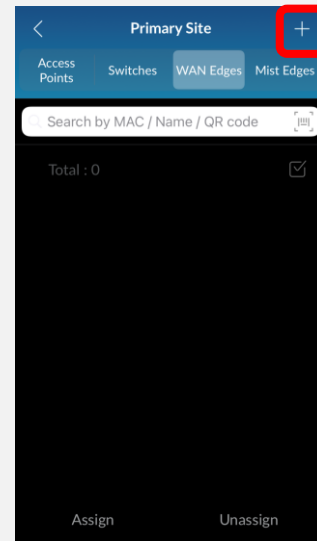 Primary Site
Access Points
Switches
WAN Edges
Mist Edges
Search by MAC / Name / QR code
Total : 0
Assign
Unassign